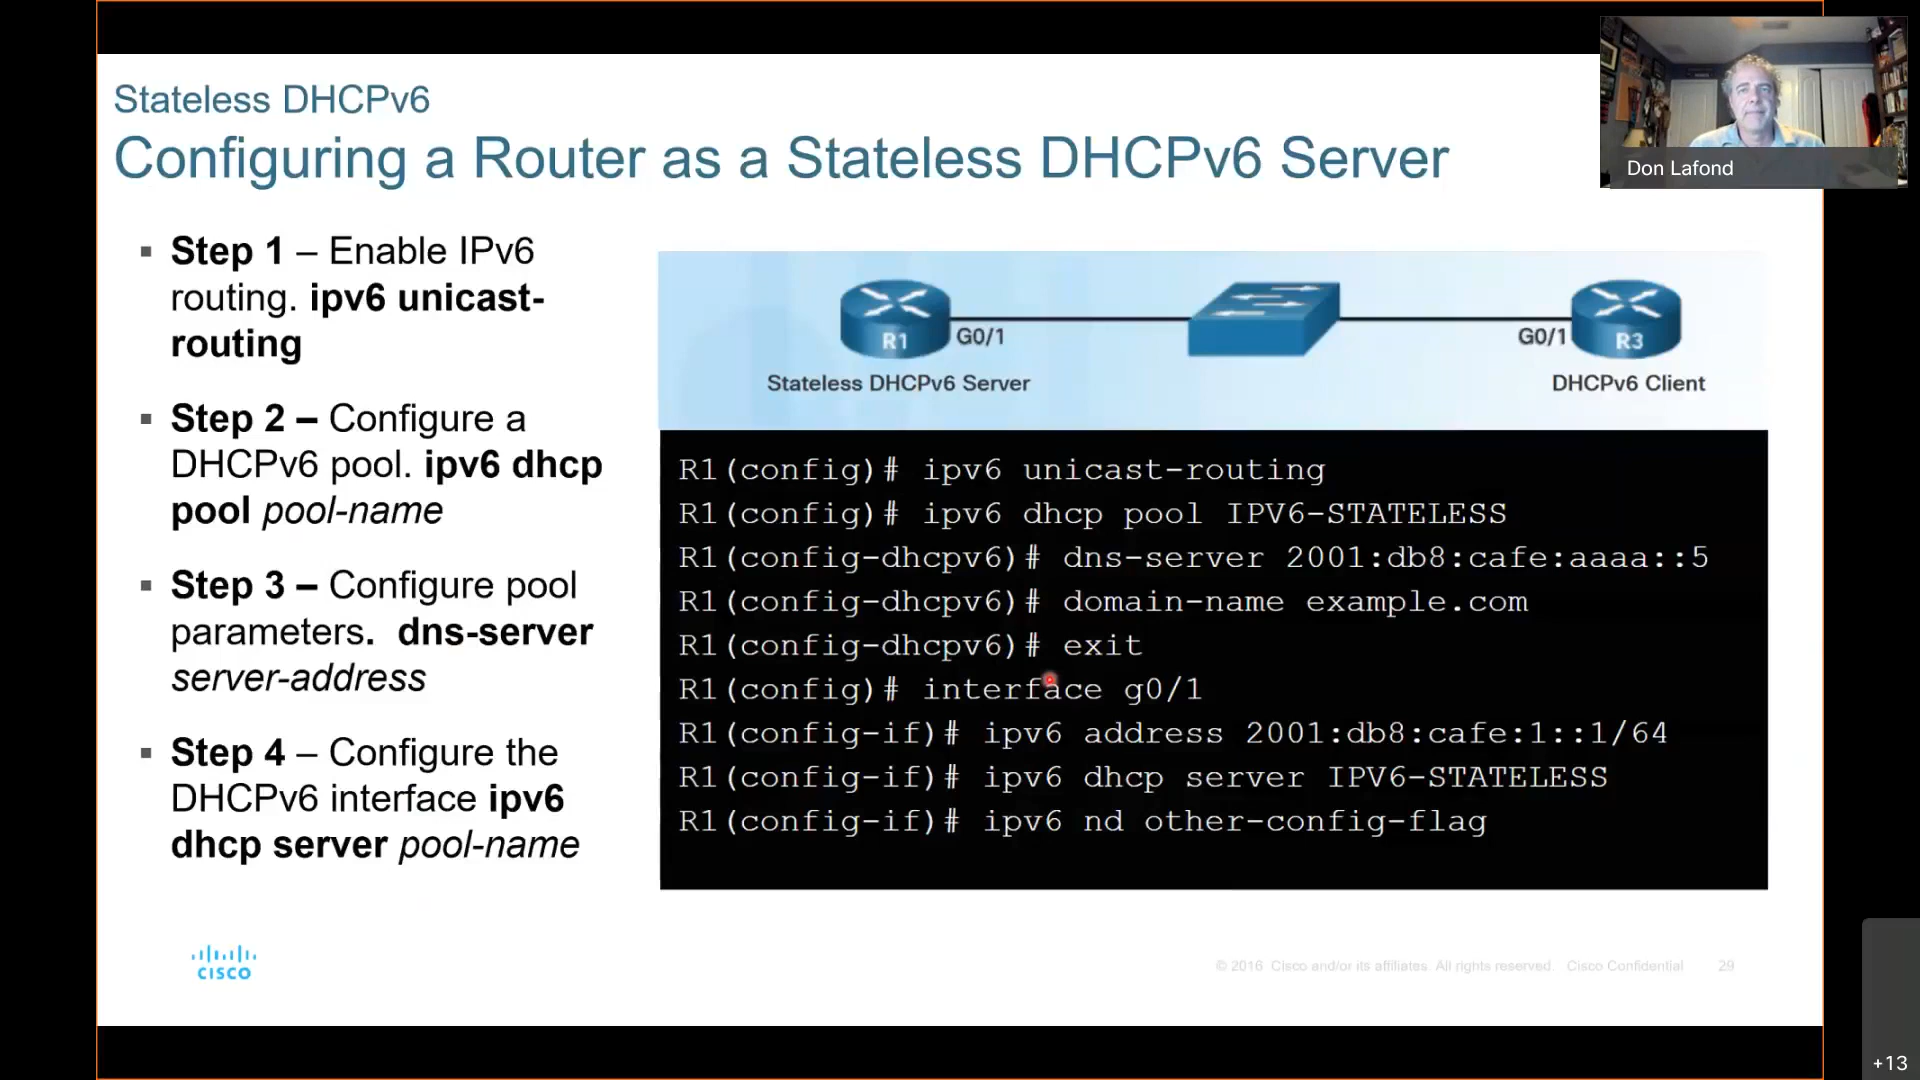 Stateless DHCPv6
Configuring a Router as a Stateless DHCPv6 Server
Don Lafond
▪ Step 1 – Enable IPv6
routing. ipv6 unicast-
routing
▪ Step 2 – Configure a
DHCPv6 pool. ipv6 dhcp
pool pool-name
▪ Step 3 – Configure pool
parameters. dns-server
server-address
▪ Step 4 – Configure the
DHCPv6 interface ipv6
dhcp server pool-name
R1 G0/1
G0/1 R3
Stateless DHCPv6 Server
DHCPv6 Client
R1(config)# ipv6 unicast-routing
R1(config)# ipv6 dhcp pool IPV6-STATELESS
R1(config-dhcpv6)# dns-server 2001:db8:cafe:aaaa::5
R1(config-dhcpv6)# domain-name example.com
R1(config-dhcpv6)# exit
R1(config)# interface g0/1
R1(config-if)# ipv6 address 2001:db8:cafe:1::1/64
R1(config-if)# ipv6 dhcp server IPV6-STATELESS
R1(config-if)# ipv6 nd other-config-flag
CISCO
© 2016 Cisco and/or its affiliates. All rights reserved. Cisco Confidential 29
+13